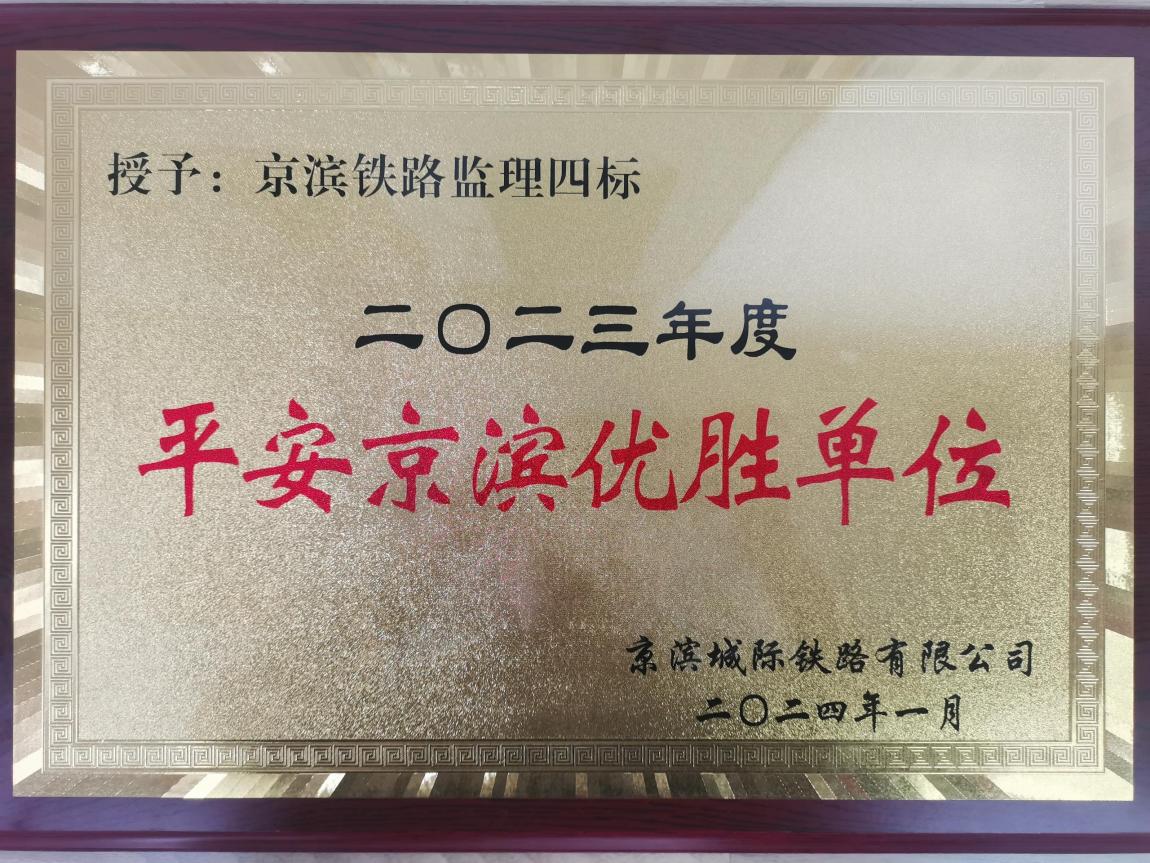 授予：京滨铁路监理四标
二〇二三年度
平安京滨优胜单位
京滨城际铁路有限公司
二〇二四年一月